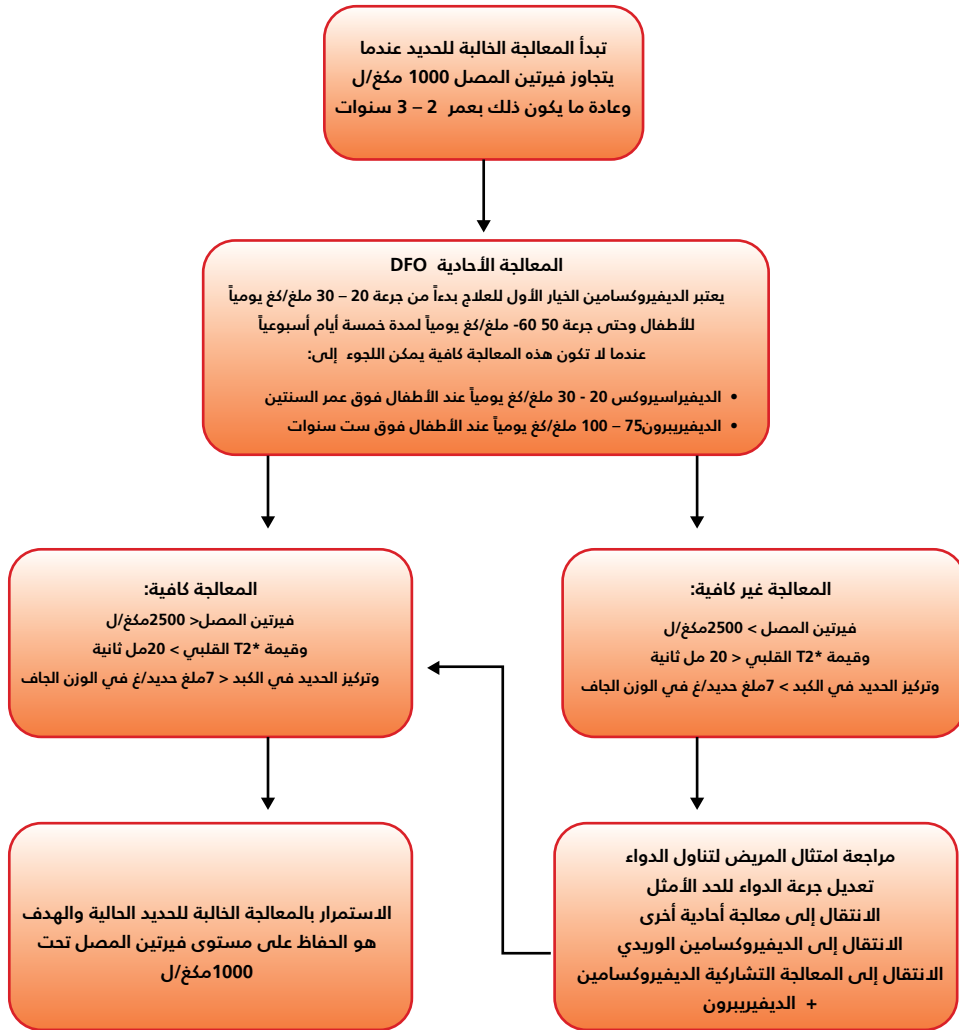 تبدأ المعالجة الخالبة للحديد عندما
يتجاوز فيرتين المصل 1000 مكغ/ل
وعادة ما يكون ذلك بعمر 2 – 3 سنوات
المعالجة الأحادية DFO
يعتبر الديفيروكسامين الخيار الأول للعلاج بدءاً من جرعة 20 – 30 ملغ/كغ يومياً
للأطفال وحتى جرعة 50 60- ملغ/كغ يومياً لمدة خمسة أيام أسبوعياً
عندما لا تكون هذه المعالجة كافية يمكن اللجوء إلى:
• الديفيراسيروكس 20 - 30 ملغ/كغ يومياً عند الأطفال فوق عمر السنتين
• الديفيريبرون75 – 100 ملغ/كغ يومياً عند الأطفال فوق ست سنوات
المعالجة غير كافية:
فيرتين المصل > 2500مكغ/ل
وقيمة *T2 القلبي < 20 مل ثانية
وتركيز الحديد في الكبد > 7ملغ حديد/غ في الوزن الجاف
المعالجة كافية:
فيرتين المصل< 2500مكغ/ل
وقيمة *T2 القلبي > 20مل ثانية
وتركيز الحديد في الكبد < 7ملغ حديد/غ في الوزن الجاف
مراجعة امتثال المريض لتناول الدواء
تعديل جرعة الدواء للحد الأمثل
الانتقال إلى معالجة أحادية أخرى
الانتقال إلى الديفيروكسامين الوريدي
الانتقال إلى المعالجة التشاركية الديفيروكسامين
+ الديفيريبرون
الاستمرار بالمعالجة الخالبة للحديد الحالية والهدف
هو الحفاظ على مستوى فيرتين المصل تحت
1000مكغ/ل